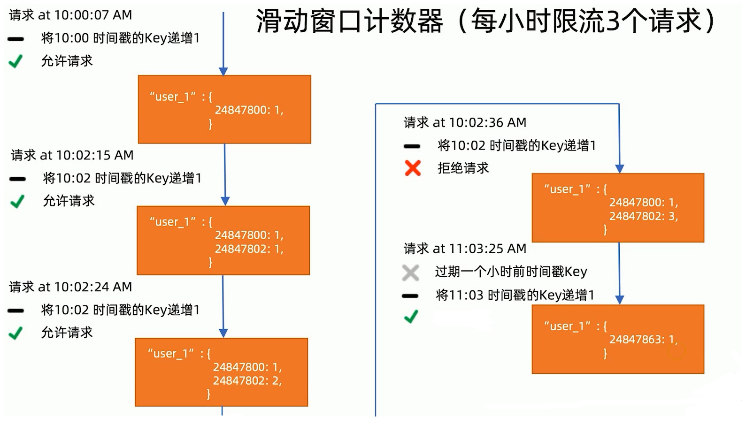 滑动窗口计数器（每小时限流3个请求）
请求 at 10:00:07 AM
将10:00 时间戳的Key递增1
允许请求
“user_1”:{
24847800: 1,
}
请求 at 10:02:15 AM
将10:02 时间戳的Key递增1
允许请求
“user_1”:{
24847800: 1,
24847802: 1,
}
请求 at 10:02:24 AM
将10:02 时间戳的Key递增1
允许请求
“user_1”:{
24847800: 1,
24847802: 2,
}
请求 at 10:02:36 AM
将10:02 时间戳的Key递增1
拒绝请求
“user_1”:{
24847800: 1,
24847802: 3,
}
请求 at 11:03:25 AM
过期一个小时前时间戳Key
将11:03 时间戳的Key递增1
“user_1”:{
24847863: 1,
}